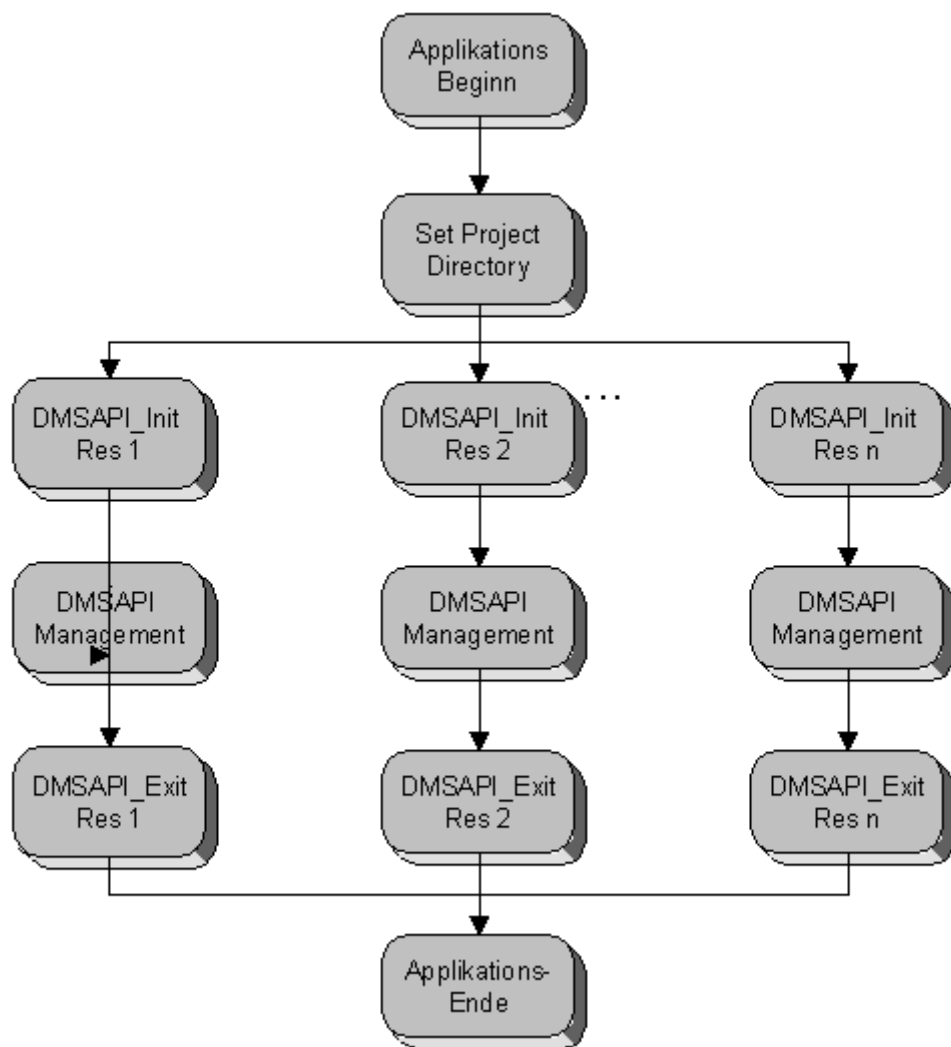 Applikations
Beginn
Set Project
Directory
DMSAPI_Init
Res 1
DMSAPI_Init
Res 2
...
DMSAPI_Init
Res n
DMSAPI
Management
DMSAPI
Management
DMSAPI
Management
DMSAPI_Exit
Res 1
DMSAPI_Exit
Res 2
DMSAPI_Exit
Res n
Applikations-
Ende